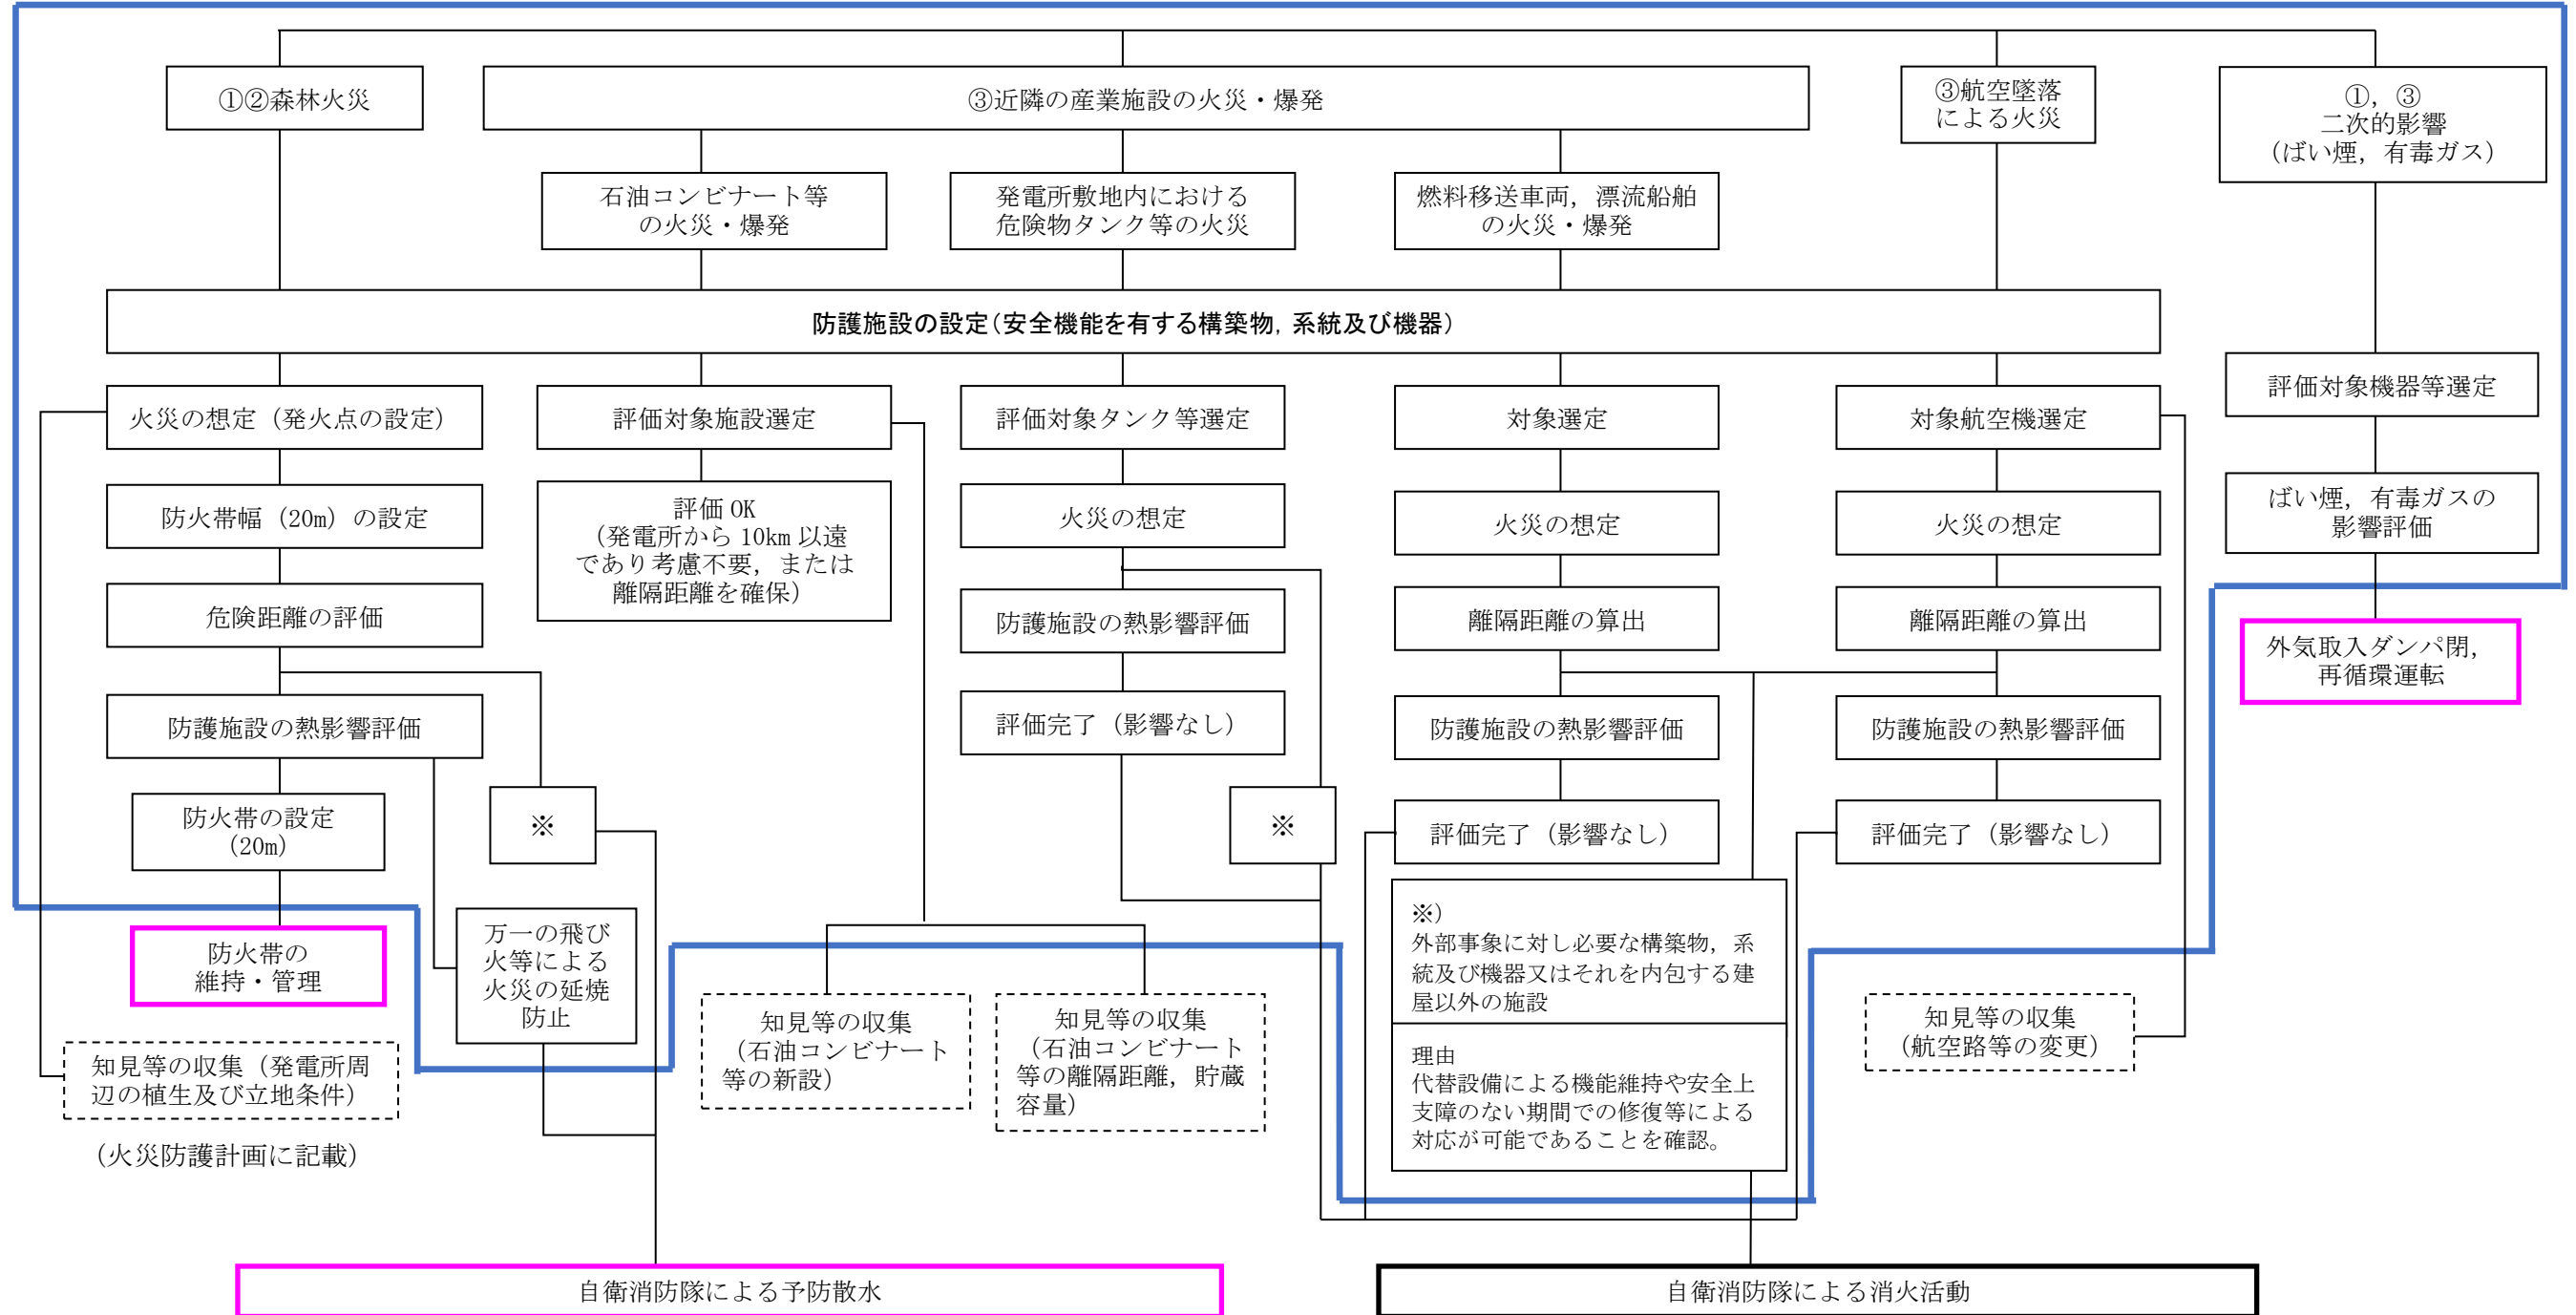 ①②森林火災
③近隣の産業施設の火災・爆発
③航空墜落
による火災
①，③
二次的影響
（ばい煙，有毒ガス）
石油コンビナート等
の火災・爆発
発電所敷地内における
危険物タンク等の火災
燃料移送車両，漂流船舶
の火災・爆発
防護施設の設定（安全機能を有する構築物，系統及び機器）
火災の想定（発火点の設定）
評価対象施設選定
評価対象タンク等選定
対象選定
対象航空機選定
評価対象機器等選定
防火帯幅（20m）の設定
評価 OK
（発電所から 10km 以遠
であり考慮不要，または
離隔距離を確保）
火災の想定
火災の想定
火災の想定
ばい煙，有毒ガスの
影響評価
危険距離の評価
防護施設の熱影響評価
離隔距離の算出
離隔距離の算出
外気取入ダンパ閉，
再循環運転
防護施設の熱影響評価
評価完了（影響なし）
防護施設の熱影響評価
防護施設の熱影響評価
防火帯の設定
（20m）
※
※
評価完了（影響なし）
評価完了（影響なし）
防火帯の
維持・管理
万一の飛び
火等による
火災の延焼
防止
※）
外部事象に対し必要な構築物，系
統及び機器又はそれを内包する建
屋以外の施設
知見等の収集
（石油コンビナート
等の新設）
知見等の収集
（石油コンビナート
等の離隔距離，貯蔵
容量）
知見等の収集
（航空路等の変更）
知見等の収集（発電所周
辺の植生及び立地条件）
理由
代替設備による機能維持や安全上
支障のない期間での修復等による
対応が可能であることを確認。
（火災防護計画に記載）
自衛消防隊による予防散水
自衛消防隊による消火活動